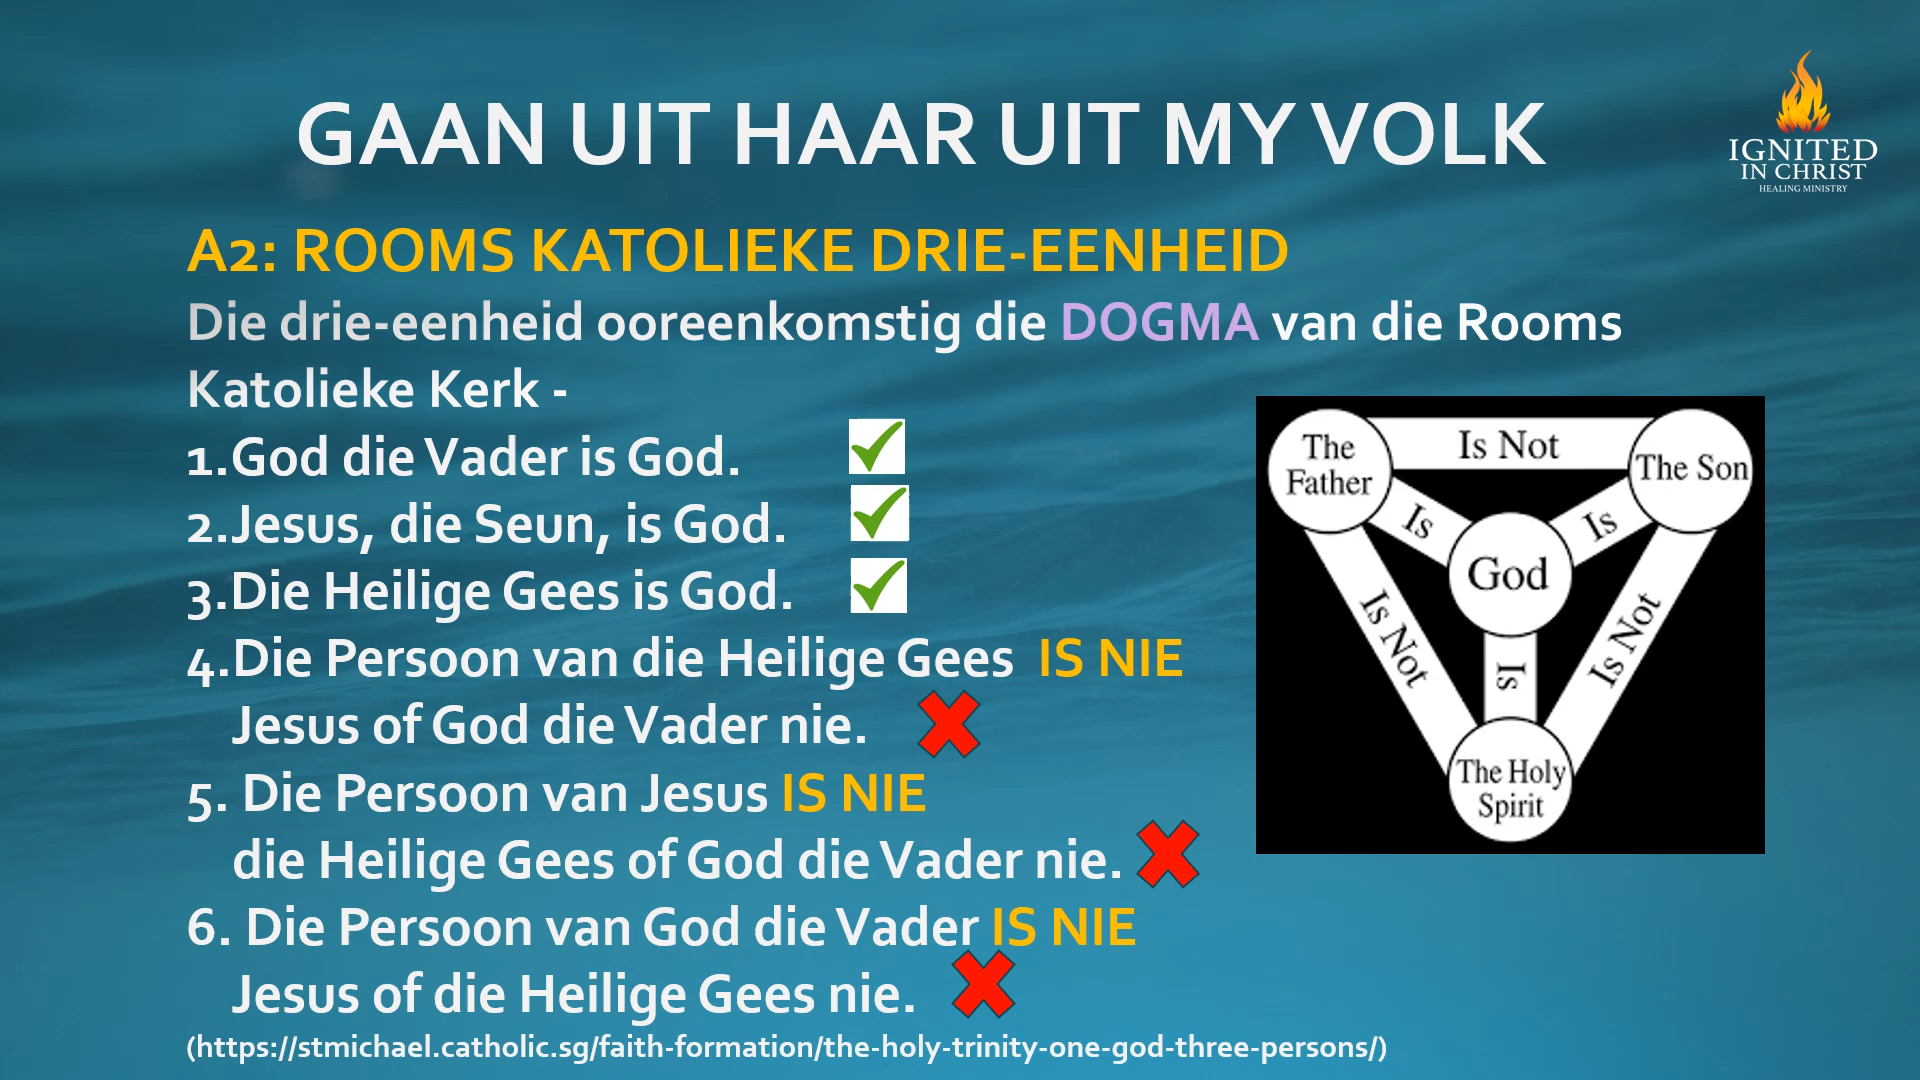 GAAN UIT HAAR UIT MY VOLK
IGNITED
IN CHRIST
HEALING MINISTRY
A2: ROOMS KATOLIEKE DRIE-EENHEID
Die drie-eenheid ooreenkomstig die DOGMA van die Rooms
Katolieke Kerk -
1.God die Vader is God.
2.Jesus, die Seun, is God.
3.Die Heilige Gees is God.
4.Die Persoon van die Heilige Gees IS NIE
Jesus of God die Vader nie.
5. Die Persoon van Jesus IS NIE
die Heilige Gees of God die Vader nie.
6. Die Persoon van God die Vader IS NIE
Jesus of die Heilige Gees nie.
(https://stmichael.catholic.sg/faith-formation/the-holy-trinity-one-god-three-persons/)
The
Father
Is Not
The Son
Is
Is
God
Is Not
Is
Is Not
The Holy
Spirit